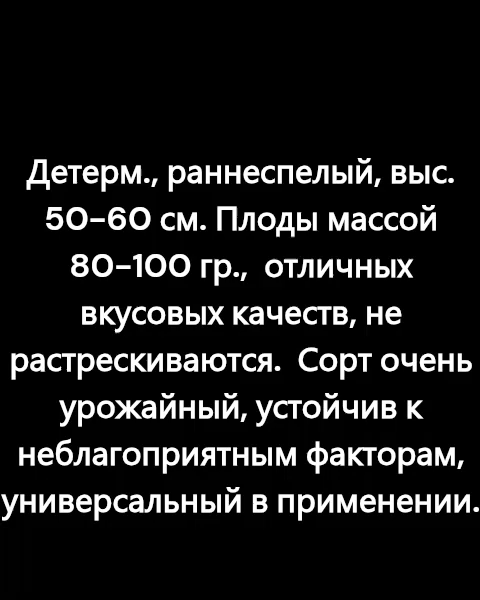 Детерм., раннеспелый, выс.
50-60 см. Плоды массой
80-100 гр.,  отличных
вкусовых качеств, не
растрескиваются.  Сорт очень
урожайный, устойчив к
неблагоприятным факторам,
универсальный в применении.